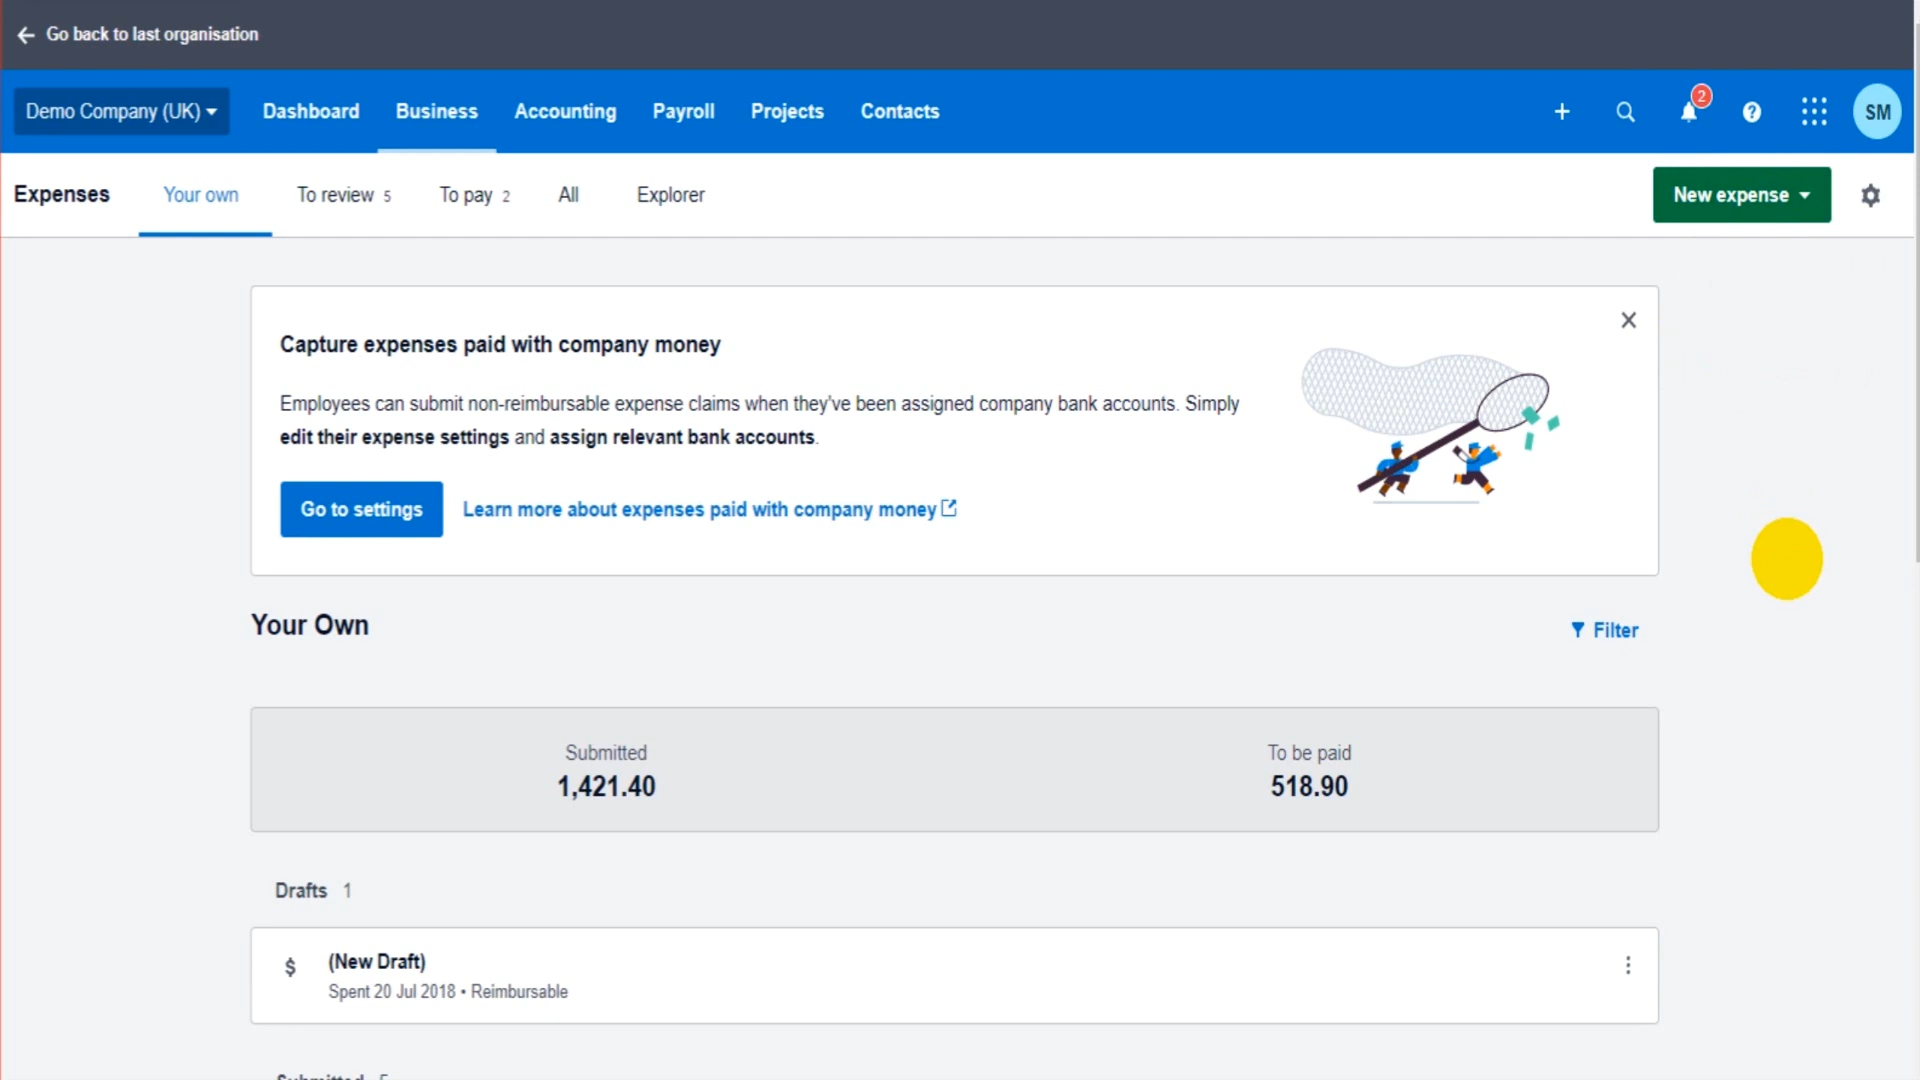 Go back to last organisation
Demo Company (UK) Dashboard Business Accounting Payroll Projects Contacts 2 SM
Expenses Your own To review 5 To pay 2 All Explorer New expense
Capture expenses paid with company money
Employees can submit non-reimbursable expense claims when they've been assigned company bank accounts. Simply
edit their expense settings and assign relevant bank accounts.
Go to settings Learn more about expenses paid with company money
Your Own Filter
Submitted To be paid
1,421.40 518.90
Drafts 1
$ (New Draft)
Spent 20 Jul 2018 • Reimbursable
Submitted 5